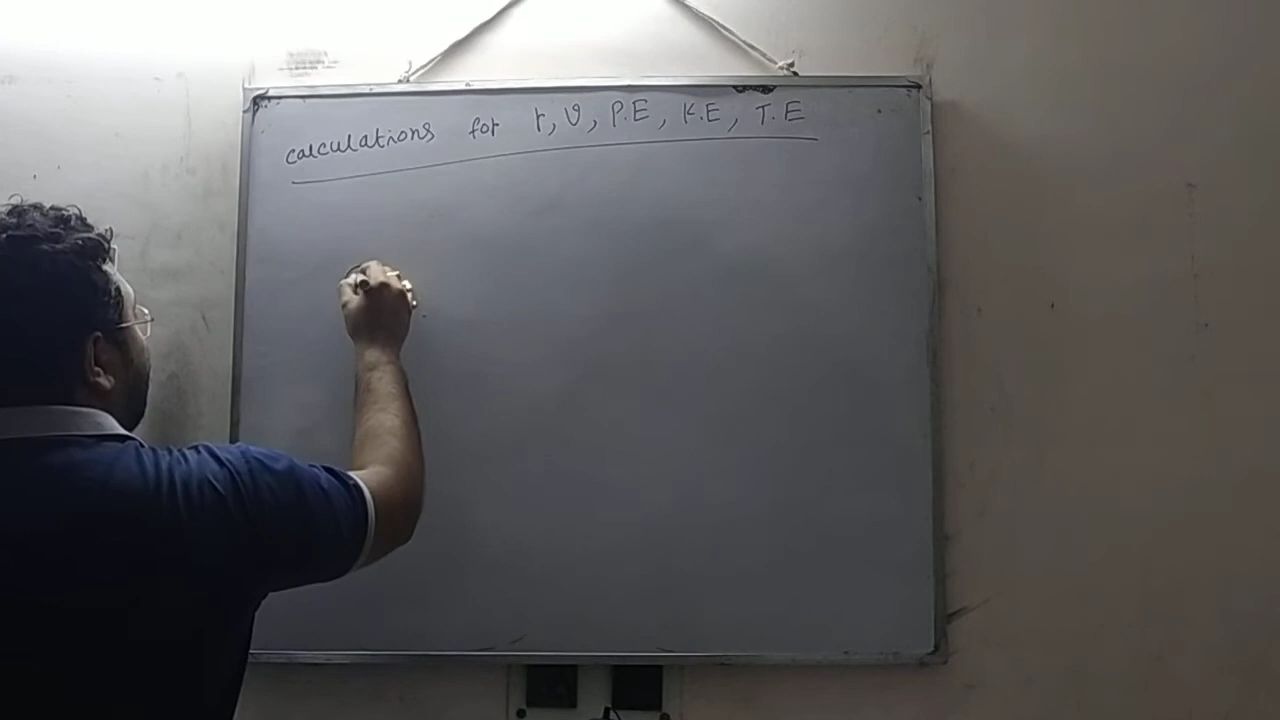 calculations for r, v, P.E, K.E, T.E